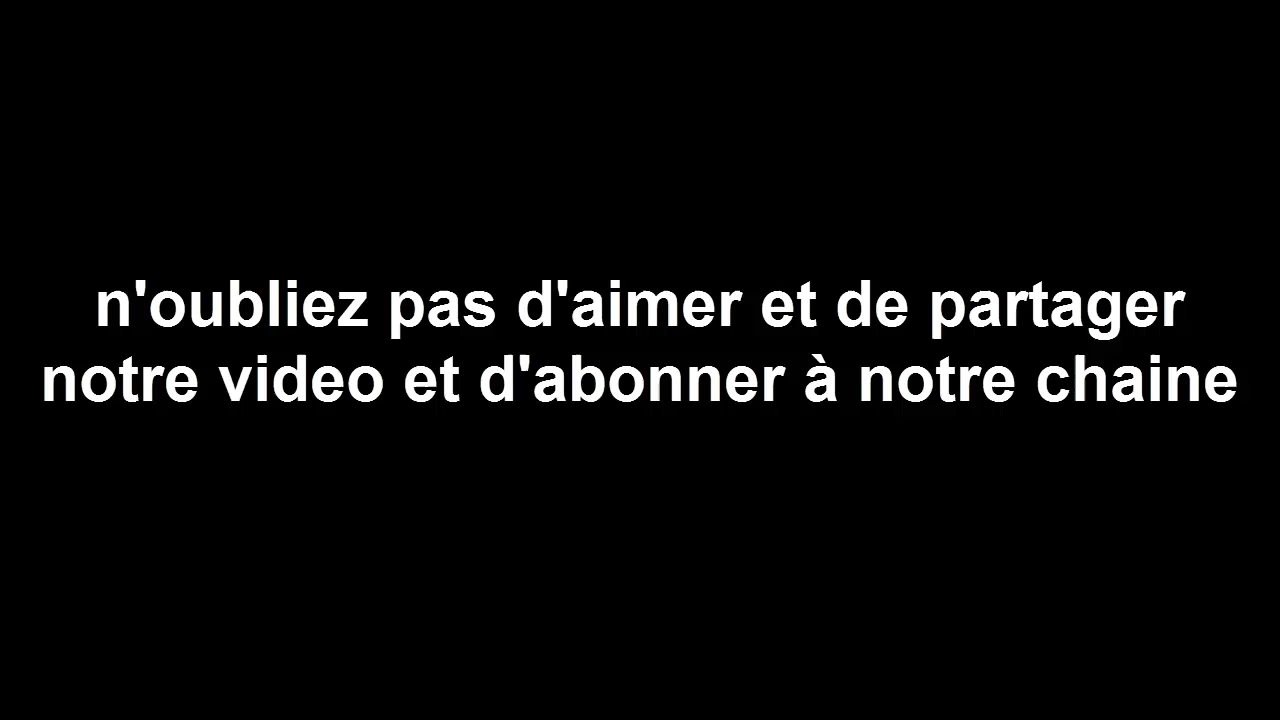 n'oubliez pas d'aimer et de partager
notre video et d'abonner à notre chaine